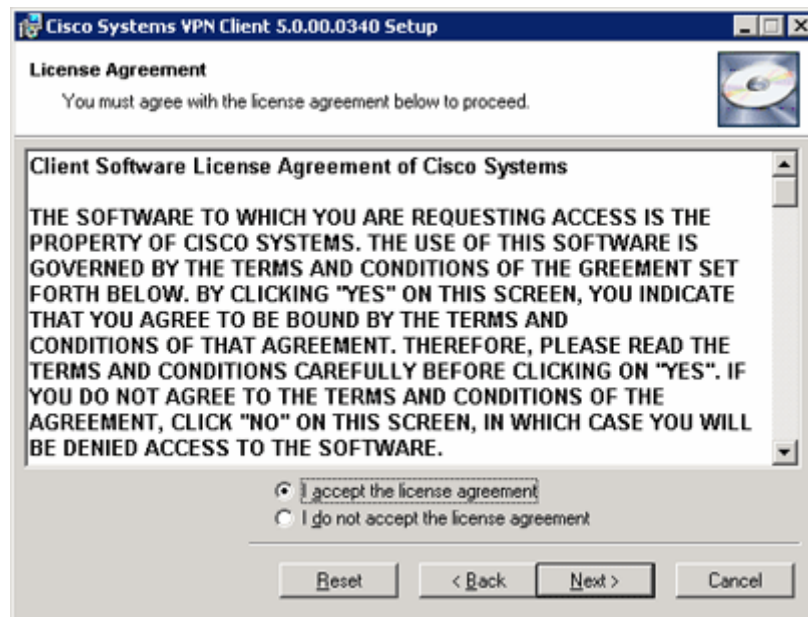 Cisco Systems VPN Client 5.0.00.0340 Setup
License Agreement
You must agree with the license agreement below to proceed.
Client Software License Agreement of Cisco Systems
THE SOFTWARE TO WHICH YOU ARE REQUESTING ACCESS IS THE
PROPERTY OF CISCO SYSTEMS. THE USE OF THIS SOFTWARE IS
GOVERNED BY THE TERMS AND CONDITIONS OF THE GREEMENT SET
FORTH BELOW. BY CLICKING "YES" ON THIS SCREEN, YOU INDICATE
THAT YOU AGREE TO BE BOUND BY THE TERMS AND
CONDITIONS OF THAT AGREEMENT. THEREFORE, PLEASE READ THE
TERMS AND CONDITIONS CAREFULLY BEFORE CLICKING ON "YES". IF
YOU DO NOT AGREE TO THE TERMS AND CONDITIONS OF THE
AGREEMENT, CLICK "NO" ON THIS SCREEN, IN WHICH CASE YOU WILL
BE DENIED ACCESS TO THE SOFTWARE.
I accept the license agreement
I do not accept the license agreement
Reset
< Back
Next >
Cancel